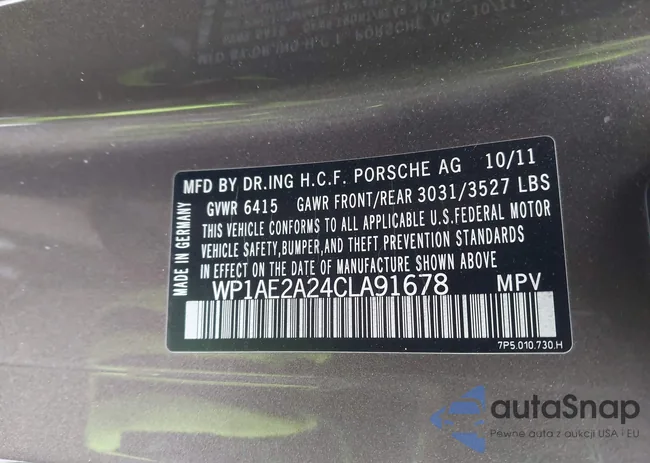 MFD BY DR.ING H.C.F. PORSCHE AG 10/11
GVWR 6415 GAWR FRONT/REAR 3031/3527 LBS
THIS VEHICLE CONFORMS TO ALL APPLICABLE U.S.FEDERAL MOTOR
VEHICLE SAFETY,BUMPER,AND THEFT PREVENTION STANDARDS
IN EFFECT ON THE DATE OF MANUFACTURE SHOWN ABOVE
WP1AE2A24CLA91678 MPV
7P5.010.730.H
MADE IN GERMANY
autaSnap
Pewne auta z aukcji USA i EU